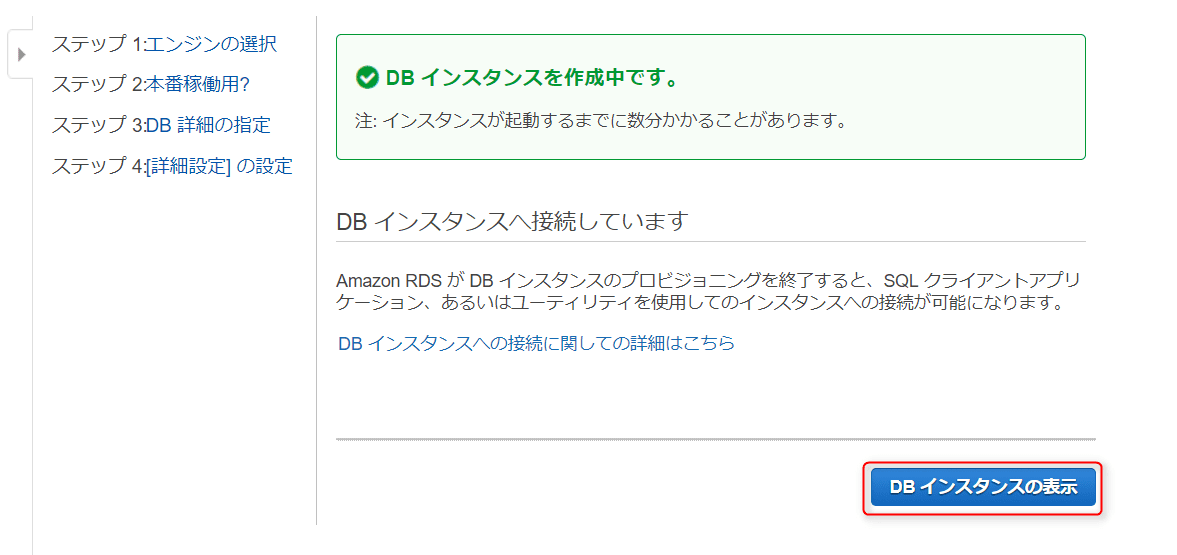 ステップ 1:エンジンの選択
ステップ 2:本番稼働用?
ステップ 3:DB 詳細の指定
ステップ 4:[詳細設定] の設定
DB インスタンスを作成中です。
注: インスタンスが起動するまでに数分かかることがあります。
DB インスタンスへ接続しています
Amazon RDS が DB インスタンスのプロビジョニングを終了すると、SQL クライアントアプリ
ケーション、あるいはユーティリティを使用してのインスタンスへの接続が可能になります。
DB インスタンスへの接続に関しての詳細はこちら
DB インスタンスの表示